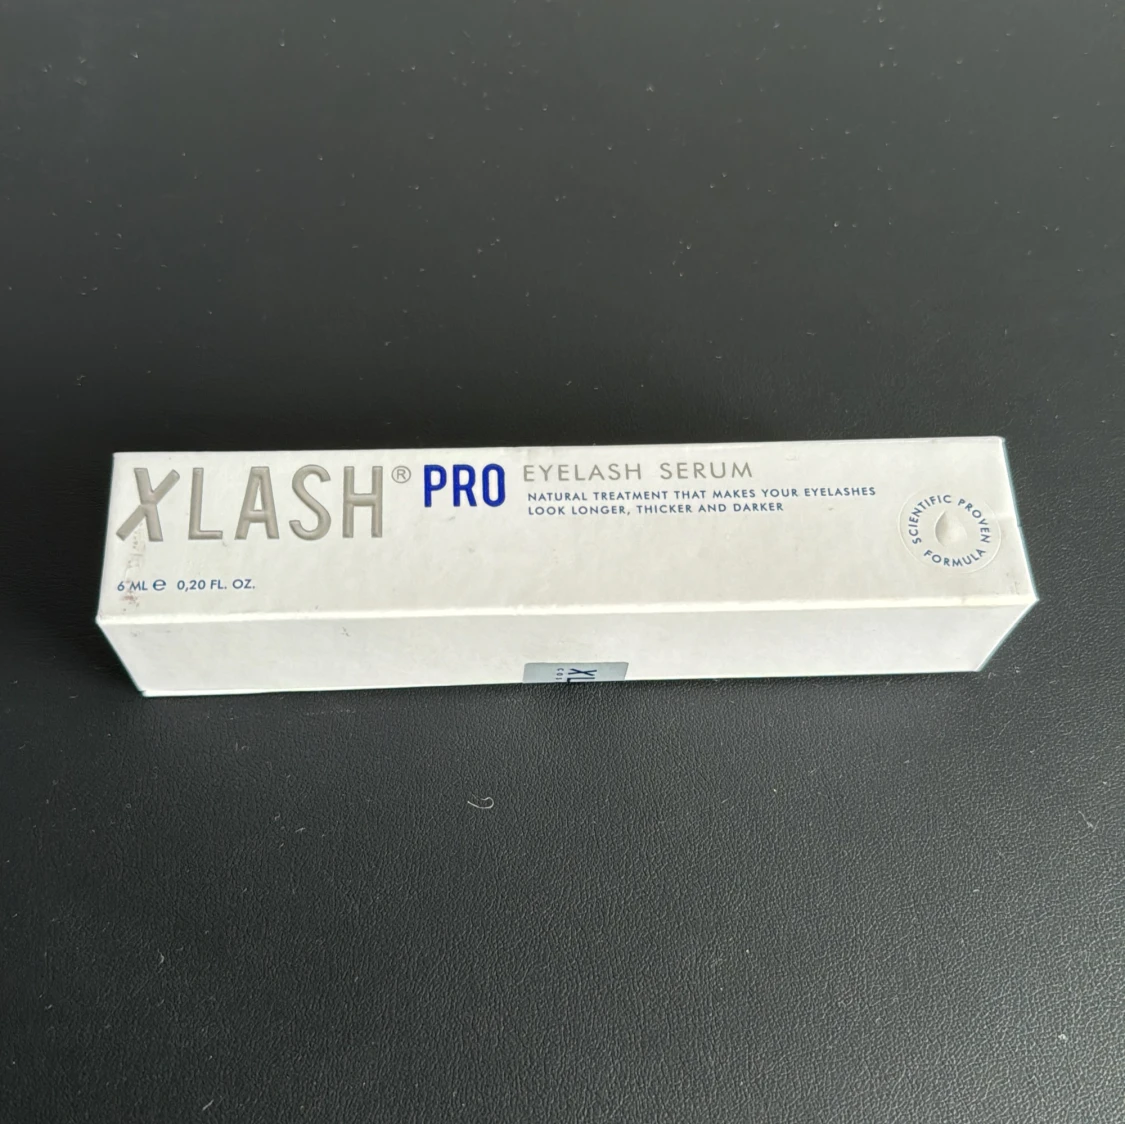 XLASH® PRO EYELASH SERUM
NATURAL TREATMENT THAT MAKES YOUR EYELASHES
LOOK LONGER, THICKER AND DARKER
SCIENTIFIC PROVEN FORMULA
6 ML ℮ 0,20 FL. OZ.
XL